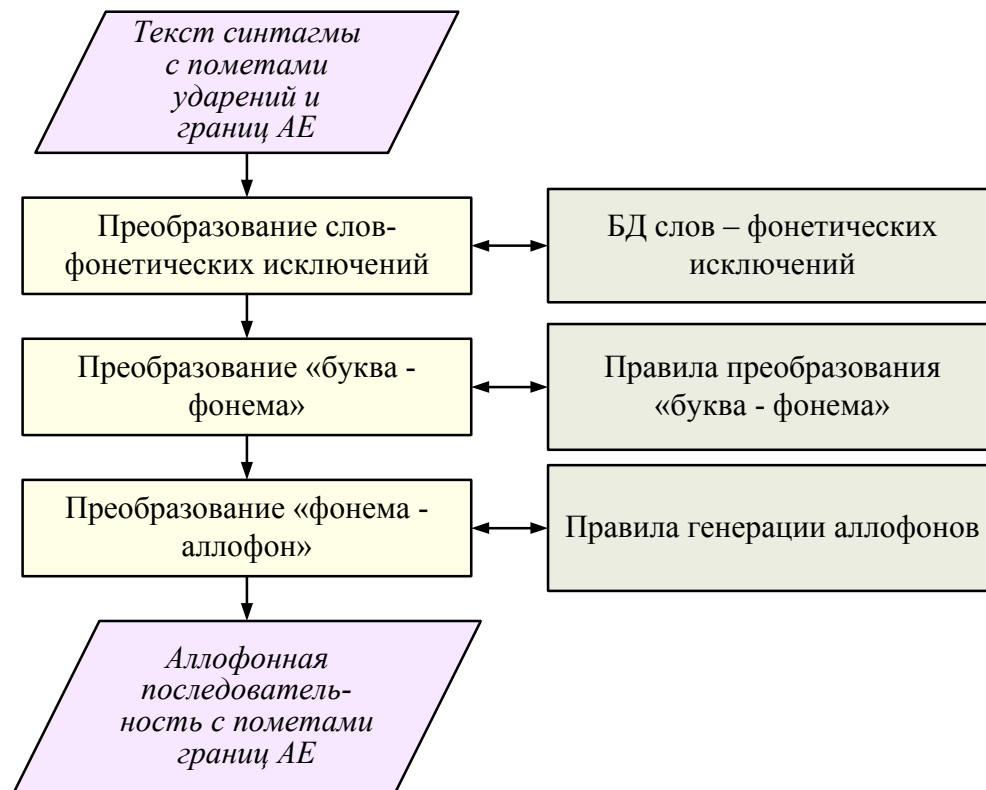 Текст синтагмы
с пометами
ударений и
границ АЕ
Преобразование слов-
фонетических исключений
БД слов – фонетических
исключений
Преобразование «буква -
фонема»
Правила преобразования
«буква - фонема»
Преобразование «фонема -
аллофон»
Правила генерации аллофонов
Аллофонная
последователь-
ность с пометами
границ АЕ